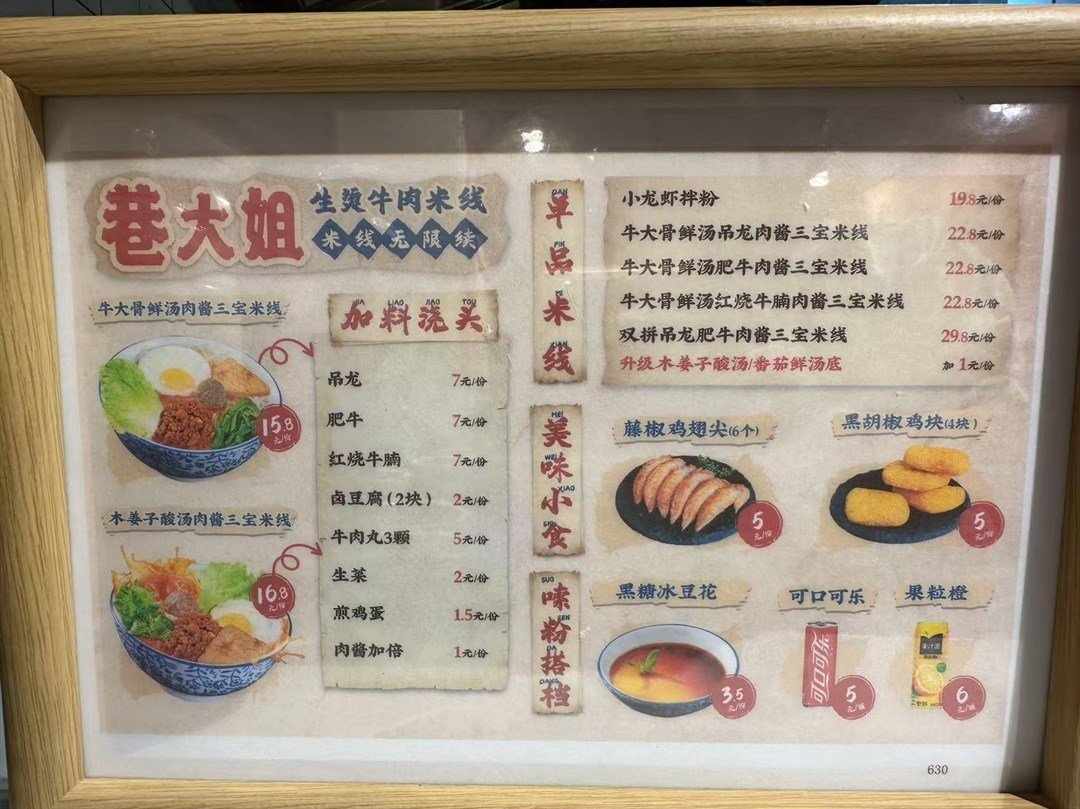 巷大姐
生烫牛肉米线
米线无限续
牛大骨鲜汤肉酱三宝米线
15.8元/份
木姜子酸汤肉酱三宝米线
16.8元/份
JIA LIAO JIAO TOU
加料浇头
吊龙 7元/份
肥牛 7元/份
红烧牛腩 7元/份
卤豆腐(2块) 2元/份
牛肉丸3颗 5元/份
生菜 2元/份
煎鸡蛋 1.5元/份
肉酱加倍 1元/份
DAN PIN MI XIAN
单品米线
小龙虾拌粉 19.8元/份
牛大骨鲜汤吊龙肉酱三宝米线 22.8元/份
牛大骨鲜汤肥牛肉酱三宝米线 22.8元/份
牛大骨鲜汤红烧牛腩肉酱三宝米线 22.8元/份
双拼吊龙肥牛肉酱三宝米线 29.8元/份
升级木姜子酸汤/番茄鲜汤底 加1元/份
MEI WEI XIAO SHI
美味小食
藤椒鸡翅尖(6个)
5元/份
黑胡椒鸡块(4块)
5元/份
SUO FEN DA DANG
嗦粉搭档
黑糖冰豆花
3.5元/份
可口可乐
可口可乐
5元/罐
果粒橙
美汁源
6元/罐
630